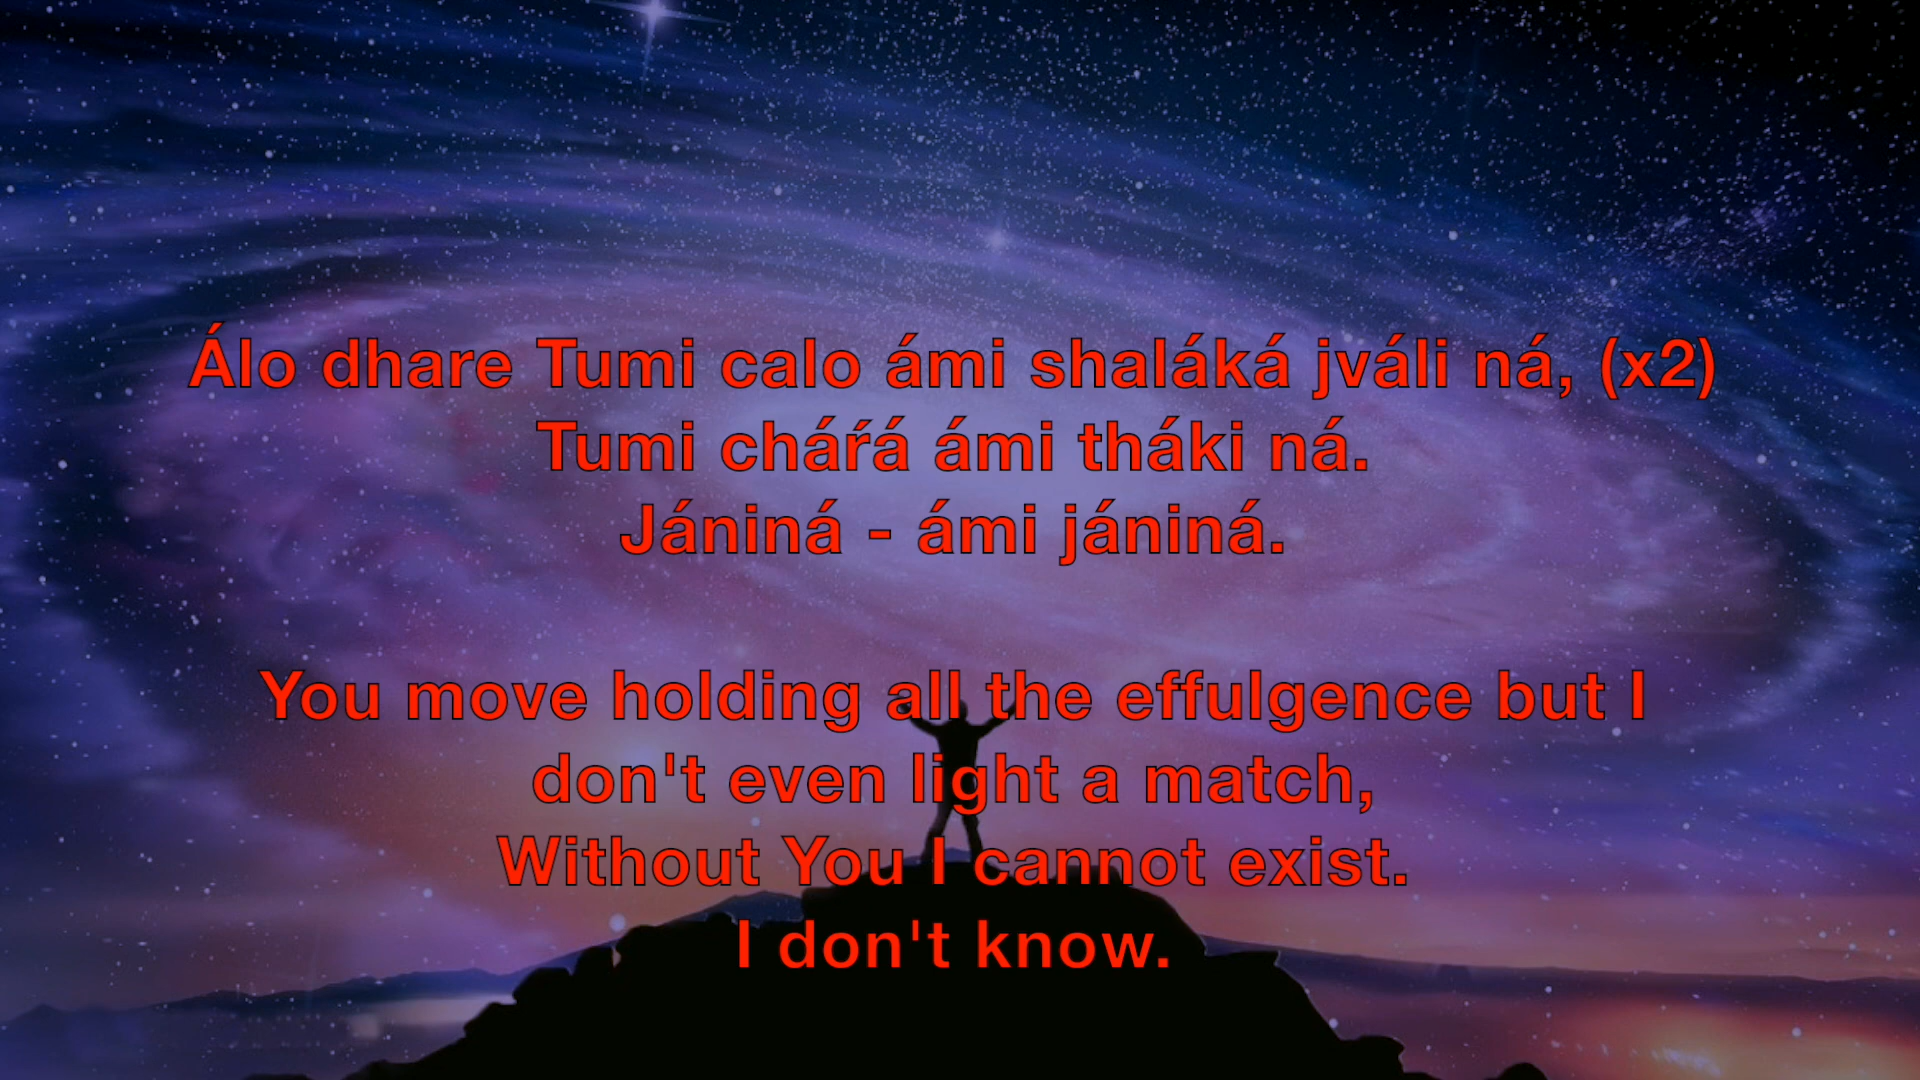 Álo dhare Tumi calo ámi shaláká jváli ná, (x2)
Tumi cháŕá ámi tháki ná.
Jániná - ámi jániná.
You move holding all the effulgence but I
don't even light a match,
Without You I cannot exist.
I don't know.